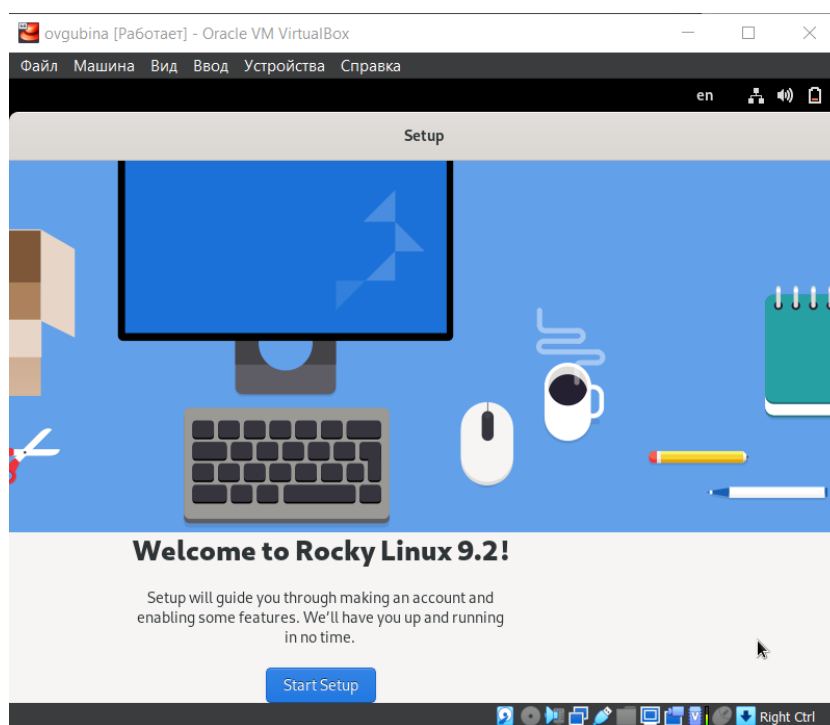 ovgubina [Работает] - Oracle VM VirtualBox
Файл Машина Вид Ввод Устройства Справка
en
Setup
Welcome to Rocky Linux 9.2!
Setup will guide you through making an account and
enabling some features. We'll have you up and running
in no time.
Start Setup
Right Ctrl